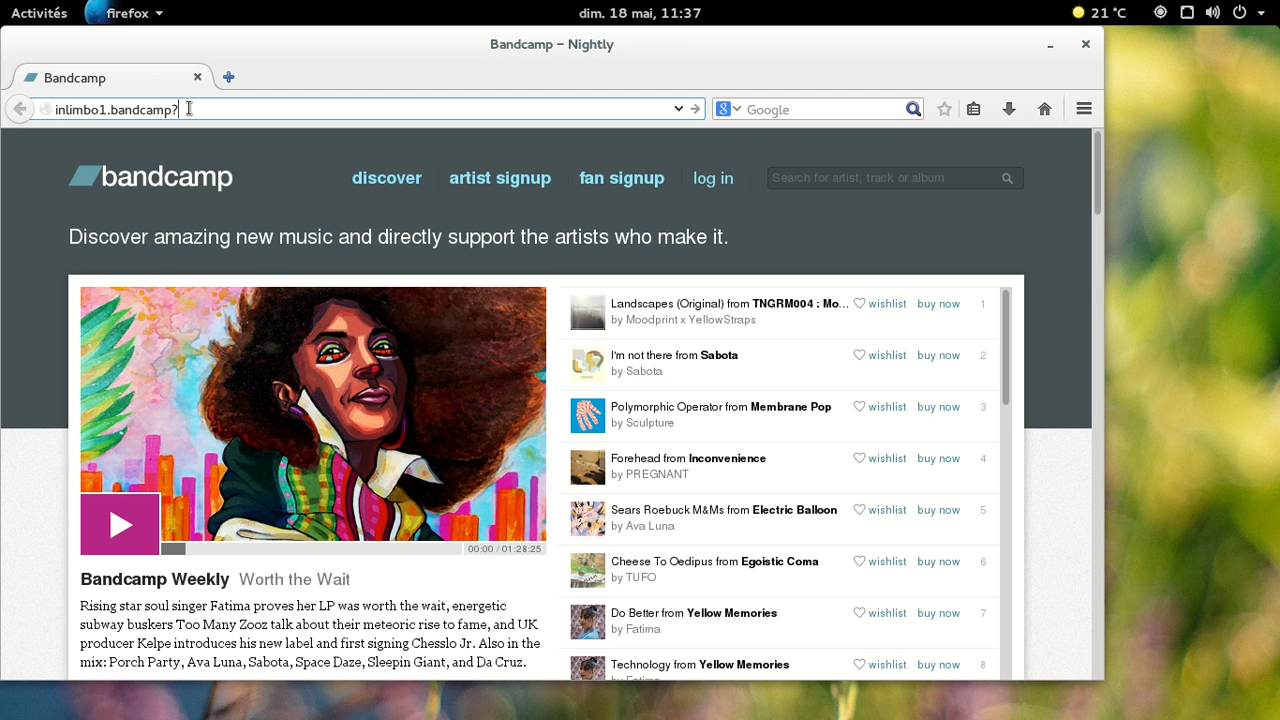 Activités
firefox
dim. 18 mai, 11:37
21 °C
Bandcamp – Nightly
Bandcamp
inlimbo1.bandcamp?
8
Google
bandcamp
discover
artist signup
fan signup
log in
Search for artist, track or album
Discover amazing new music and directly support the artists who make it.
Landscapes (Original) from TNGRM004 : Mo... wishlist buy now 1
by Moodprint x YellowStraps
I'm not there from Sabota wishlist buy now 2
by Sabota
Polymorphic Operator from Membrane Pop wishlist buy now 3
by Sculpture
Forehead from Inconvenience wishlist buy now 4
by PREGNANT
Sears Roebuck M&Ms from Electric Balloon wishlist buy now 5
by Ava Luna
Cheese To Oedipus from Egoistic Coma wishlist buy now 6
by TUFO
Do Better from Yellow Memories wishlist buy now 7
by Fatima
Technology from Yellow Memories wishlist buy now 8
00:00 / 01:28:25
Bandcamp Weekly Worth the Wait
Rising star soul singer Fatima proves her LP was worth the wait, energetic
subway buskers Too Many Zooz talk about their meteoric rise to fame, and UK
producer Kelpe introduces his new label and first signing Chesslo Jr. Also in the
mix: Porch Party, Ava Luna, Sabota, Space Daze, Sleepin Giant, and Da Cruz.